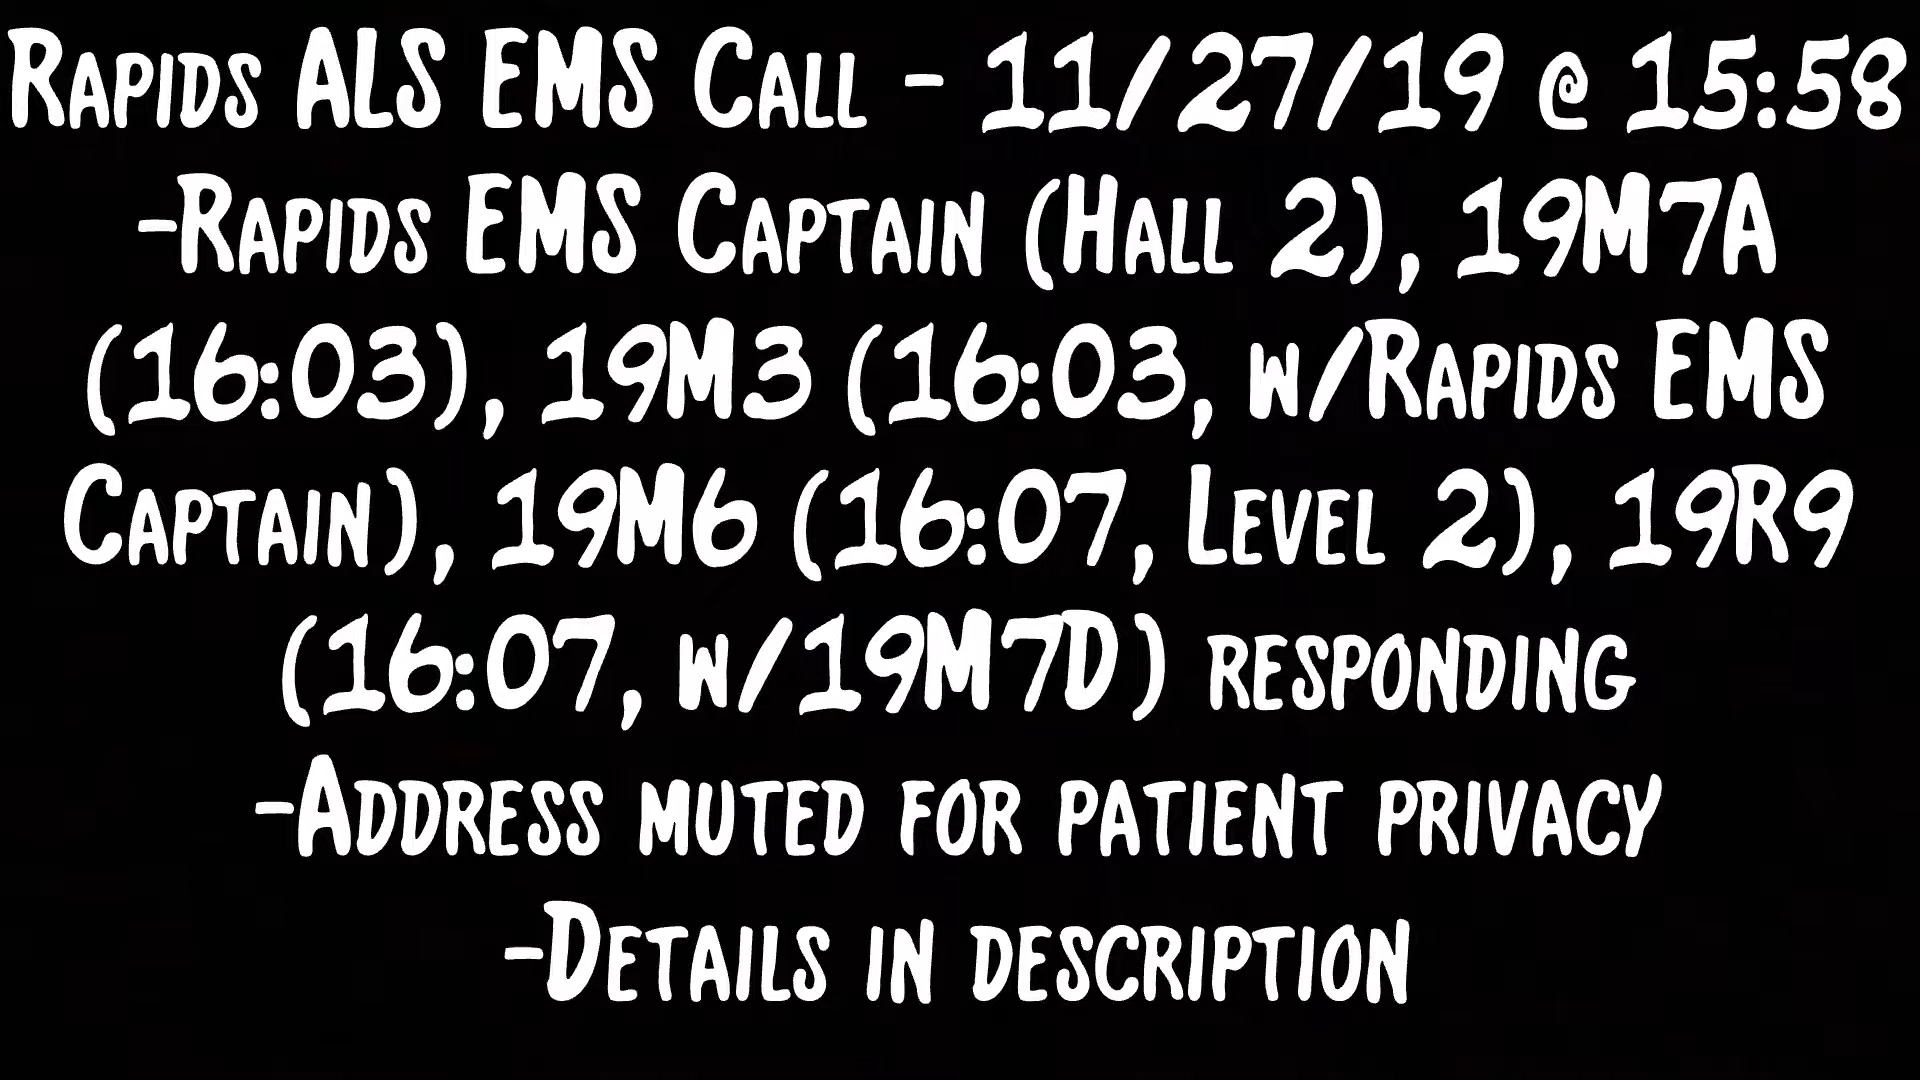 Rapids ALS EMS Call - 11/27/19 @ 15:58
-Rapids EMS Captain (Hall 2), 19M7A
(16:03), 19M3 (16:03, w/Rapids EMS
Captain), 19M6 (16:07, Level 2), 19R9
(16:07, w/19M7D) responding
-Address muted for patient privacy
-Details in description